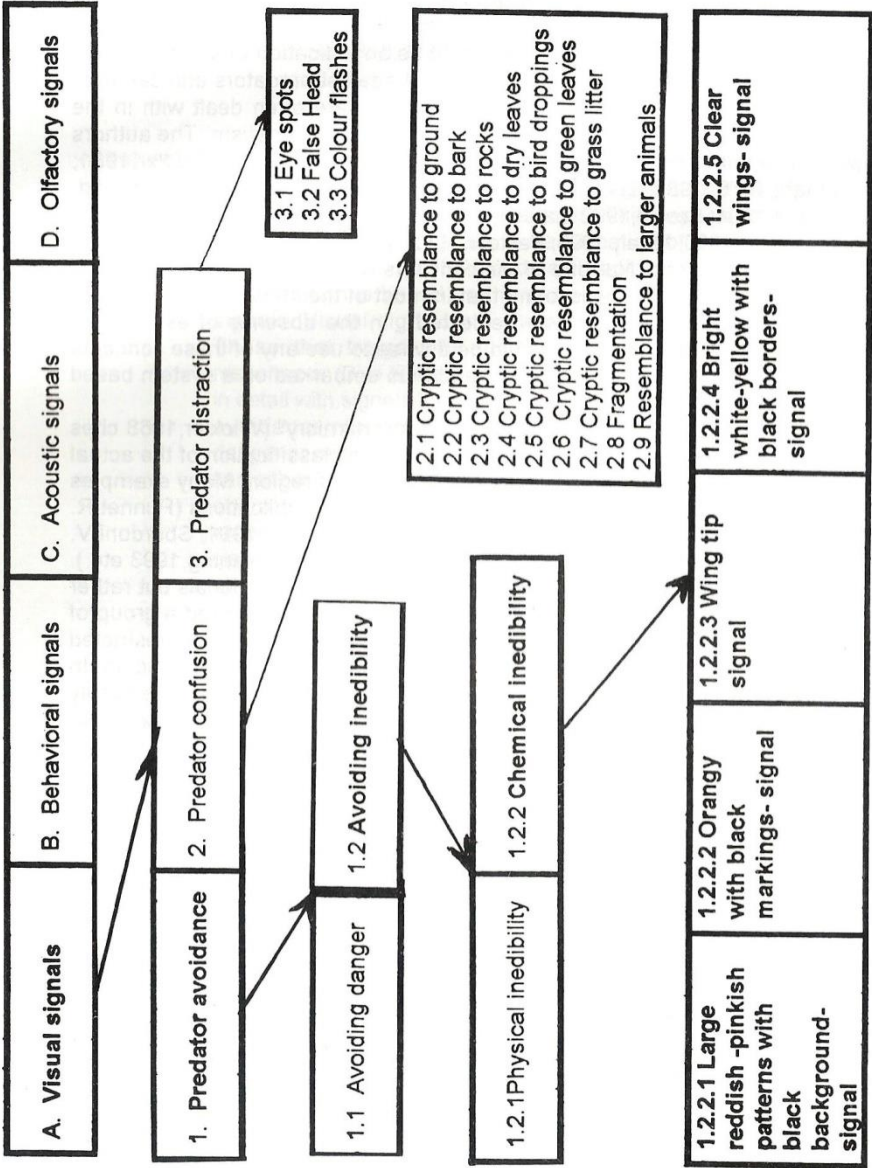 A. Visual signals
B. Behavioral signals
C. Acoustic signals
D. Olfactory signals
1. Predator avoidance
2. Predator confusion
3. Predator distraction
3.1 Eye spots
3.2 False Head
3.3 Colour flashes
1.1 Avoiding danger
1.2 Avoiding inedibility
2.1 Cryptic resemblance to ground
2.2 Cryptic resemblance to bark
2.3 Cryptic resemblance to rocks
2.4 Cryptic resemblance to dry leaves
2.5 Cryptic resemblance to bird droppings
2.6 Cryptic resemblance to green leaves
2.7 Cryptic resemblance to grass litter
2.8 Fragmentation
2.9 Resemblance to larger animals
1.2.1Physical inedibility
1.2.2 Chemical inedibility
1.2.2.1 Large
reddish -pinkish
patterns with
black
background-
signal
1.2.2.2 Orangy
with black
markings- signal
1.2.2.3 Wing tip
signal
1.2.2.4 Bright
white-yellow with
black borders-
signal
1.2.2.5 Clear
wings- signal